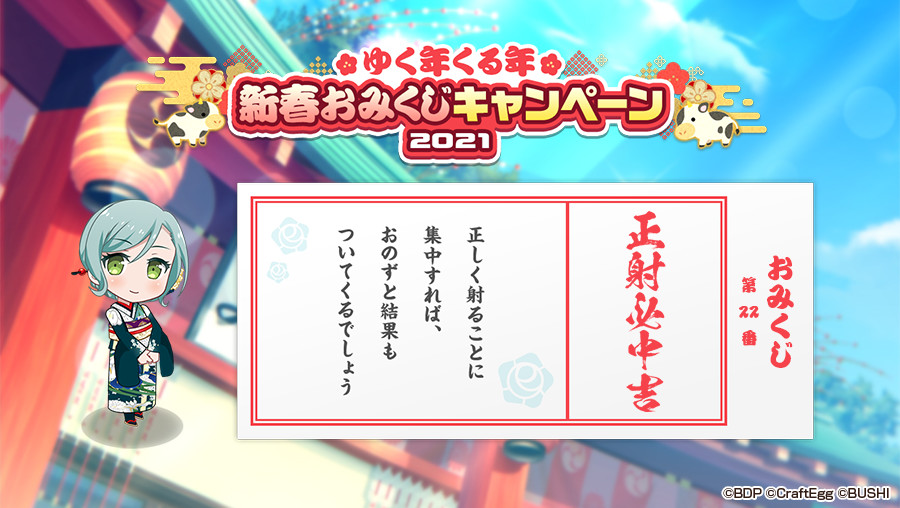 ゆく年くる年
新春おみくじキャンペーン
2021
おみくじ
第22番
正射必中吉
正しく射ることに
集中すれば、
おのずと結果も
ついてくるでしょう
©BDP ©CraftEgg ©BUSHI